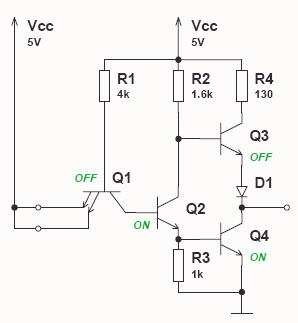 Vcc
5V
Vcc
5V
R1
4k
R2
1.6k
R4
130
Q3
OFF
OFF
Q1
D1
Q2
ON
R3
1k
Q4
ON